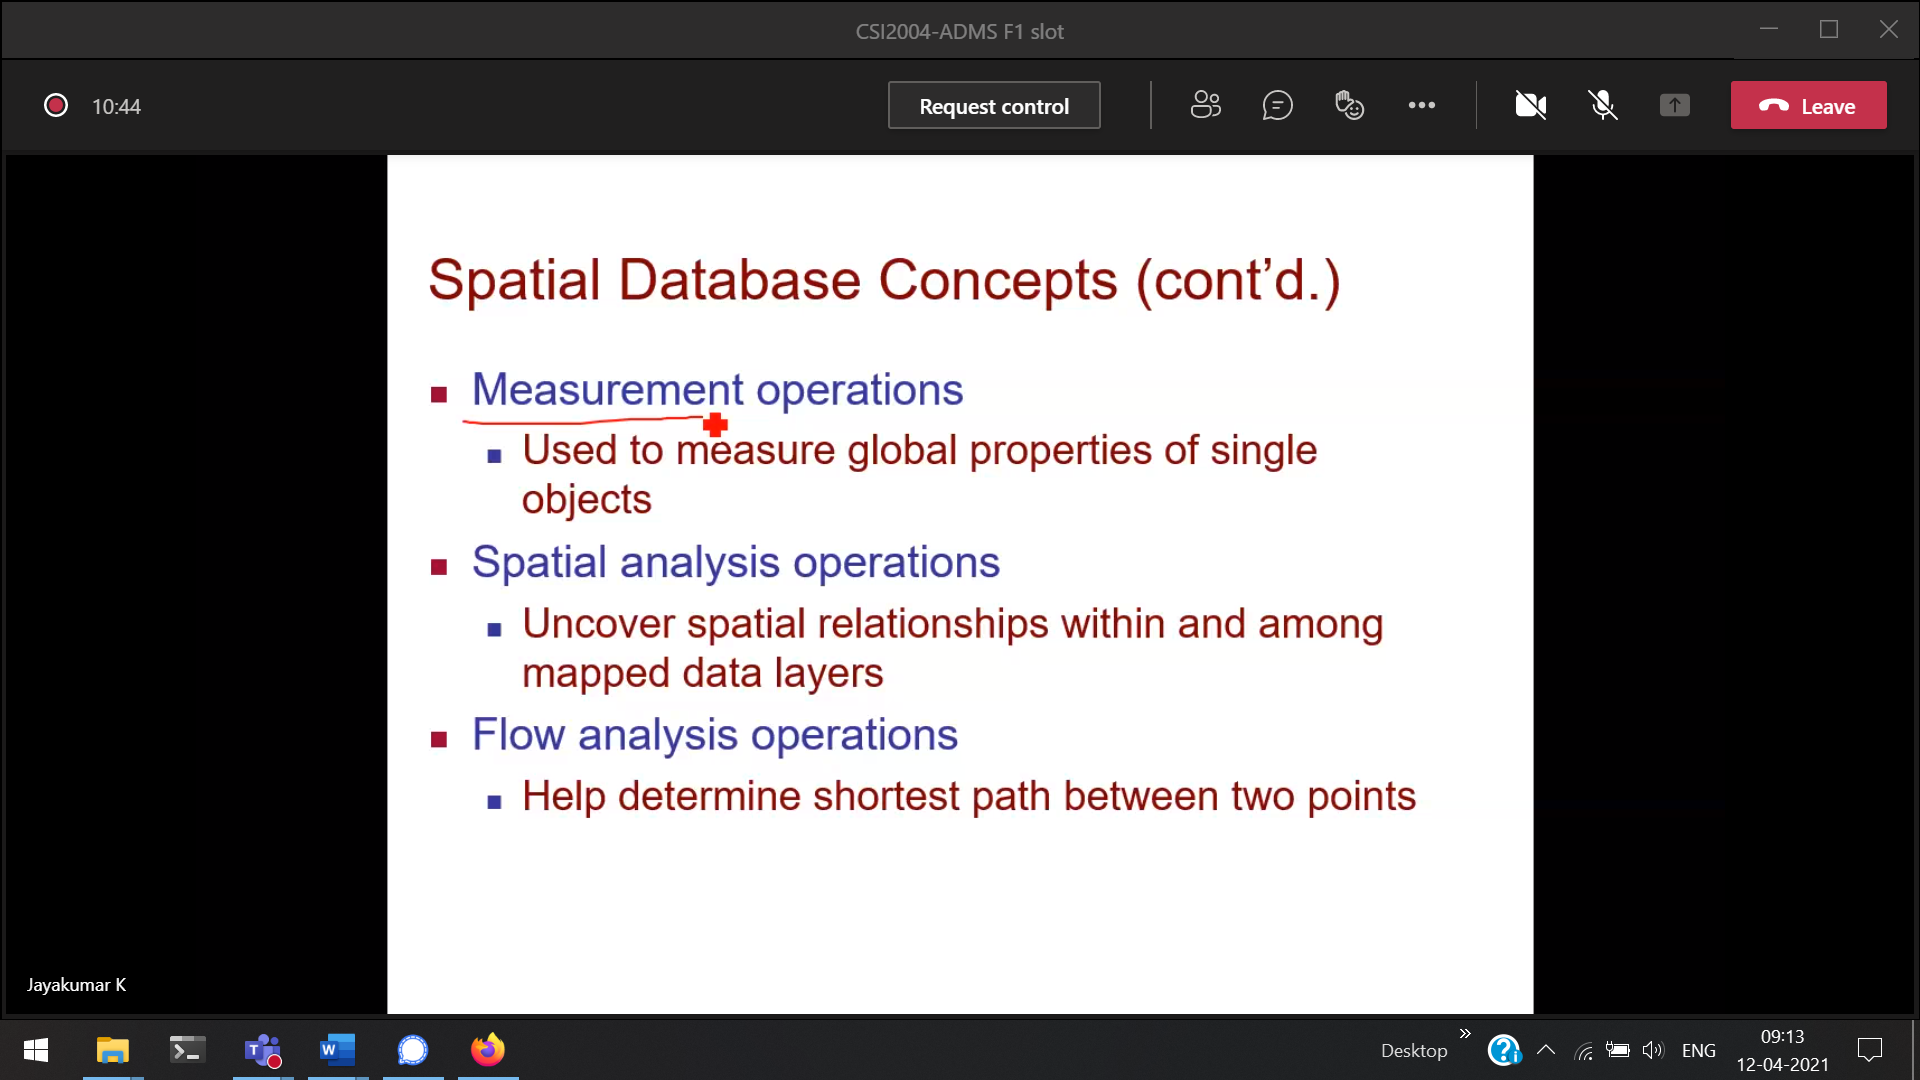 CSI2004-ADMS F1 slot
10:44
Request control
Leave
Spatial Database Concepts (cont’d.)
Measurement operations
Used to measure global properties of single
objects
Spatial analysis operations
Uncover spatial relationships within and among
mapped data layers
Flow analysis operations
Help determine shortest path between two points
Jayakumar K
Desktop
ENG
09:13
12-04-2021